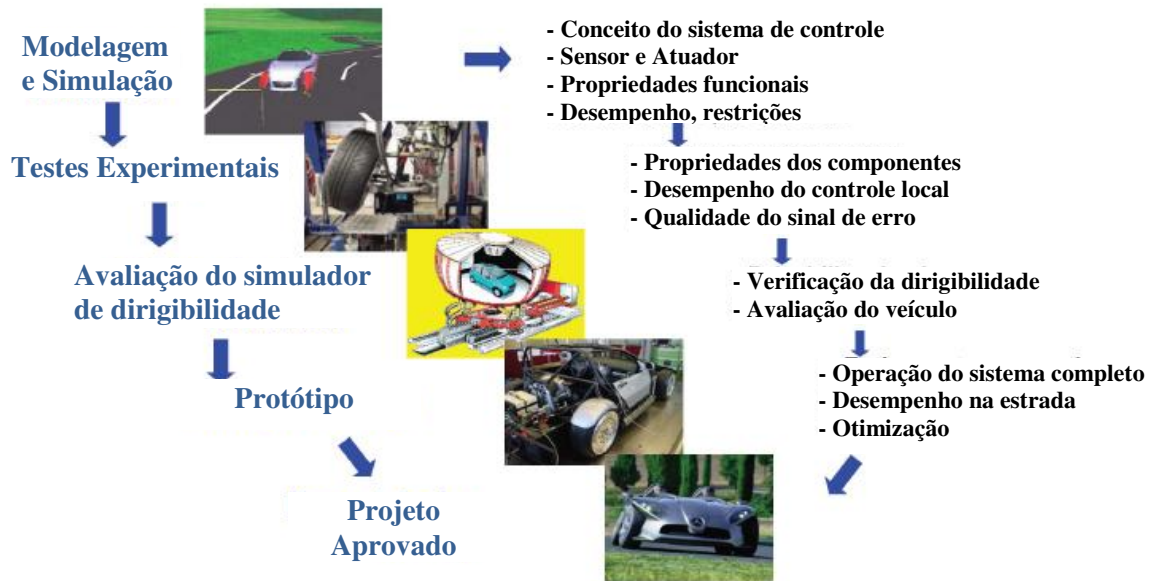 Modelagem
e Simulação
- Conceito do sistema de controle
- Sensor e Atuador
- Propriedades funcionais
- Desempenho, restrições
Testes Experimentais
- Propriedades dos componentes
- Desempenho do controle local
- Qualidade do sinal de erro
Avaliação do simulador
de dirigibilidade
- Verificação da dirigibilidade
- Avaliação do veículo
Protótipo
- Operação do sistema completo
- Desempenho na estrada
- Otimização
Projeto
Aprovado